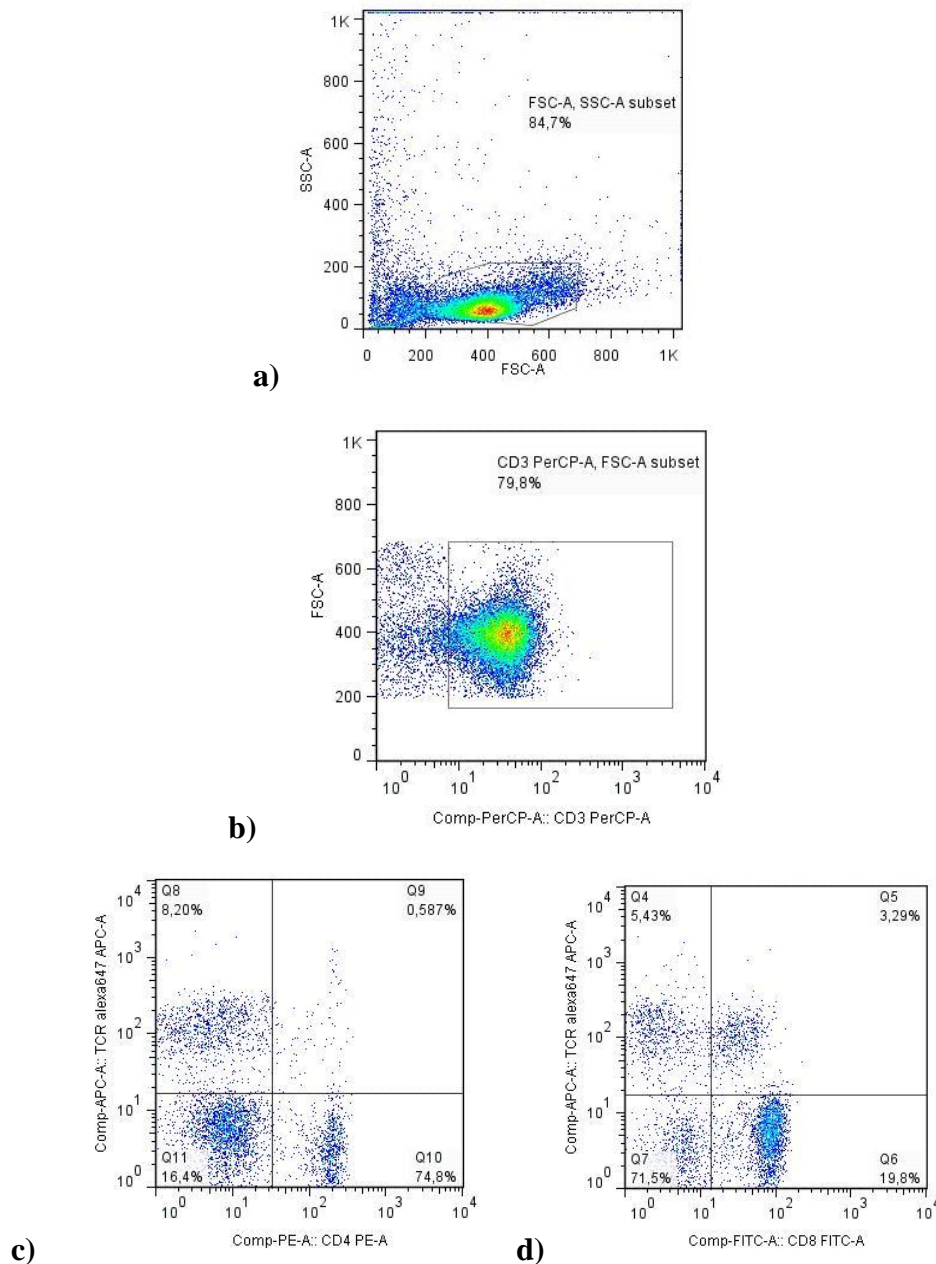 1K
800
600
400
200
0
SSC-A
FSC-A, SSC-A subset
84,7%
0 200 400 600 800 1K
FSC-A
a)
1K
800
600
400
200
0
FSC-A
CD3 PerCP-A, FSC-A subset
79,8%
10^0 10^1 10^2 10^3 10^4
Comp-PerCP-A:: CD3 PerCP-A
b)
10^4
10^3
10^2
10^1
10^0
Comp-APC-A:: TCR alexa647 APC-A
Q8
8,20%
Q9
0,587%
Q11
16,4%
Q10
74,8%
10^0 10^1 10^2 10^3 10^4
Comp-PE-A:: CD4 PE-A
c)
10^4
10^3
10^2
10^1
10^0
Comp-APC-A:: TCR alexa647 APC-A
Q4
5,43%
Q5
3,29%
Q7
71,5%
Q6
19,8%
10^0 10^1 10^2 10^3 10^4
Comp-FITC-A:: CD8 FITC-A
d)